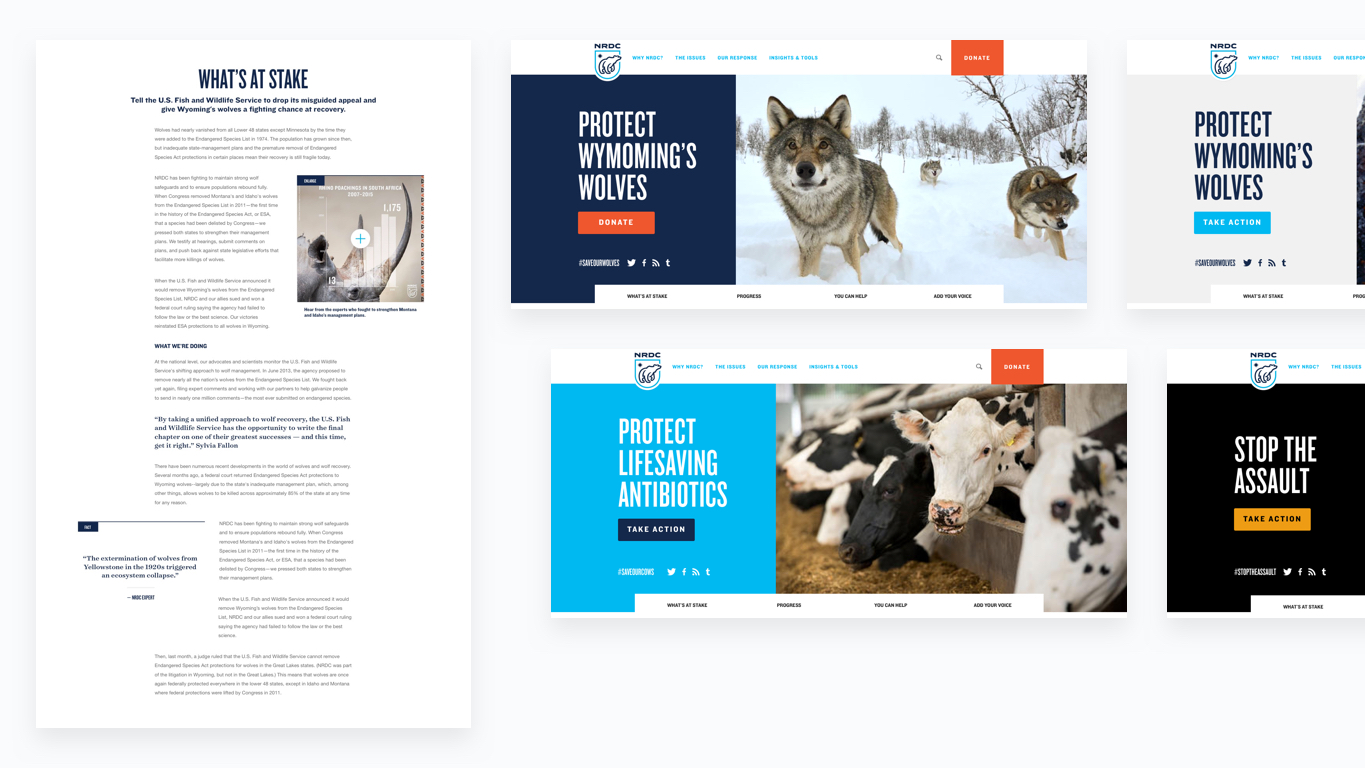 WHAT'S AT STAKE
Tell the U.S. Fish and Wildlife Service to drop its misguided appeal and
give Wyoming's wolves a fighting chance at recovery.
Wolves had nearly vanished from all Lower 48 states except Minnesota by the time they
were added to the Endangered Species List in 1974. The population has grown since then,
but inadequate state-management plans and the premature removal of Endangered
Species Act protections in certain places mean their recovery is still fragile today.
NRDC has been fighting to maintain strong wolf
safeguards and to ensure populations rebound fully.
When Congress removed Montana's and Idaho's wolves
from the Endangered Species List in 2011—the first time
in the history of the Endangered Species Act, or ESA,
that a species had been delisted by Congress—we
pressed both states to strengthen their management
plans. We testify at hearings, submit comments on
plans, and push back against state legislative efforts that
facilitate more killings of wolves.
ENLARGE
RHINO POACHINGS IN SOUTH AFRICA
2007-2015
1,175
13
Hear from the experts who fought to strengthen Montana
and Idaho's management plans.
When the U.S. Fish and Wildlife Service announced it
would remove Wyoming's wolves from the Endangered
Species List, NRDC and our allies sued and won a
federal court ruling saying the agency had failed to
follow the law or the best science. Our victories
reinstated ESA protections to all wolves in Wyoming.
WHAT WE'RE DOING
At the national level, our advocates and scientists monitor the U.S. Fish and Wildlife
Service's shifting approach to wolf management. In June 2013, the agency proposed to
remove nearly all the nation's wolves from the Endangered Species List. We fought back
yet again, filing expert comments and working with our partners to help galvanize people
to send in nearly one million comments—the most ever submitted on endangered species.
“By taking a unified approach to wolf recovery, the U.S. Fish
and Wildlife Service has the opportunity to write the final
chapter on one of their greatest successes — and this time,
get it right.” Sylvia Fallon
There have been numerous recent developments in the world of wolves and wolf recovery.
Several months ago, a federal court returned Endangered Species Act protections to
Wyoming wolves–largely due to the state's inadequate management plan, which, among
other things, allows wolves to be killed across approximately 85% of the state at any time
for any reason.
FACT
“The extermination of wolves from
Yellowstone in the 1920s triggered
an ecosystem collapse.”
— NRDC EXPERT
NRDC has been fighting to maintain strong wolf safeguards
and to ensure populations rebound fully. When Congress
removed Montana's and Idaho's wolves from the Endangered
Species List in 2011—the first time in the history of the
Endangered Species Act, or ESA, that a species had been
delisted by Congress—we pressed both states to strengthen
their management plans.
When the U.S. Fish and Wildlife Service announced it would
remove Wyoming's wolves from the Endangered Species
List, NRDC and our allies sued and won a federal court ruling
saying the agency had failed to follow the law or the best
science.
Then, last month, a judge ruled that the U.S. Fish and Wildlife Service cannot remove
Endangered Species Act protections for wolves in the Great Lakes states. (NRDC was part
of the litigation in Wyoming, but not in the Great Lakes.) This means that wolves are once
again federally protected everywhere in the lower 48 states, except in Idaho and Montana
where federal protections were lifted by Congress in 2011.
NRDC
WHY NRDC? THE ISSUES OUR RESPONSE INSIGHTS & TOOLS DONATE
PROTECT
WYMOMING'S
WOLVES
DONATE
#SAVEOURWOLVES
WHAT'S AT STAKE PROGRESS YOU CAN HELP ADD YOUR VOICE
NRDC
WHY NRDC? THE ISSUES OUR RESPON
PROTECT
WYMOMING'S
WOLVES
TAKE ACTION
#SAVEOURWOLVES
WHAT'S AT STAKE PROG
NRDC
WHY NRDC? THE ISSUES OUR RESPONSE INSIGHTS & TOOLS DONATE
PROTECT
LIFESAVING
ANTIBIOTICS
TAKE ACTION
#SAVEOURCOWS
WHAT'S AT STAKE PROGRESS YOU CAN HELP ADD YOUR VOICE
NRDC
WHY NRDC? THE ISSUES
STOP THE
ASSAULT
TAKE ACTION
#STOPTHEASSAULT
WHAT'S AT STAKE